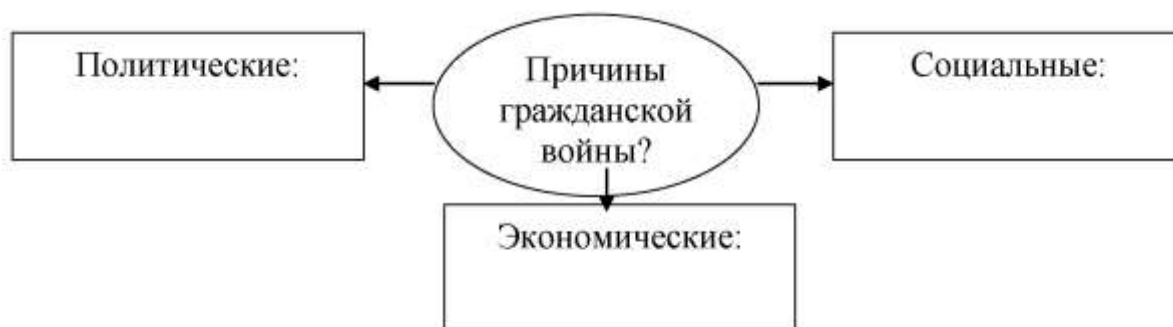 Политические:
Причины
гражданской
войны?
Социальные:
Экономические: